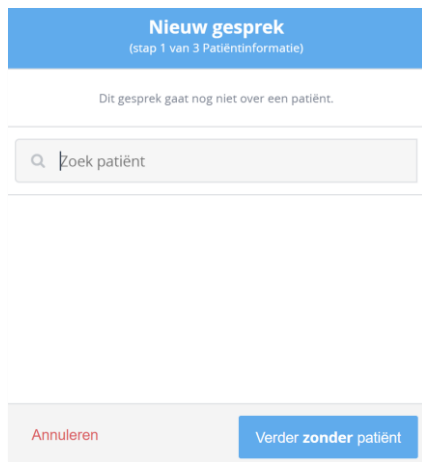 Nieuw gesprek
(stap 1 van 3 Patiëntinformatie)
Dit gesprek gaat nog niet over een patiënt.
Zoek patiënt
Annuleren
Verder zonder patiënt